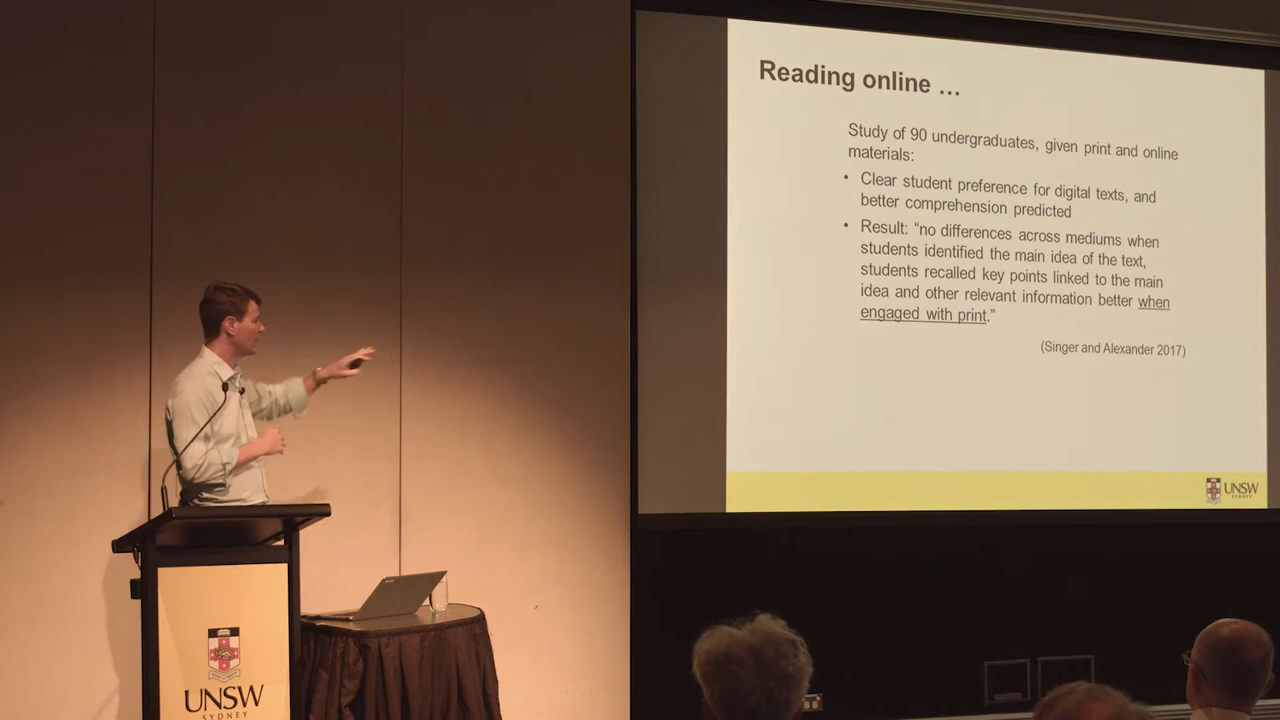 Reading online …
Study of 90 undergraduates, given print and online
materials:
• Clear student preference for digital texts, and
better comprehension predicted
• Result: “no differences across mediums when
students identified the main idea of the text,
students recalled key points linked to the main
idea and other relevant information better when
engaged with print.”
(Singer and Alexander 2017)
UNSW
SYDNEY
UNSW
SYDNEY